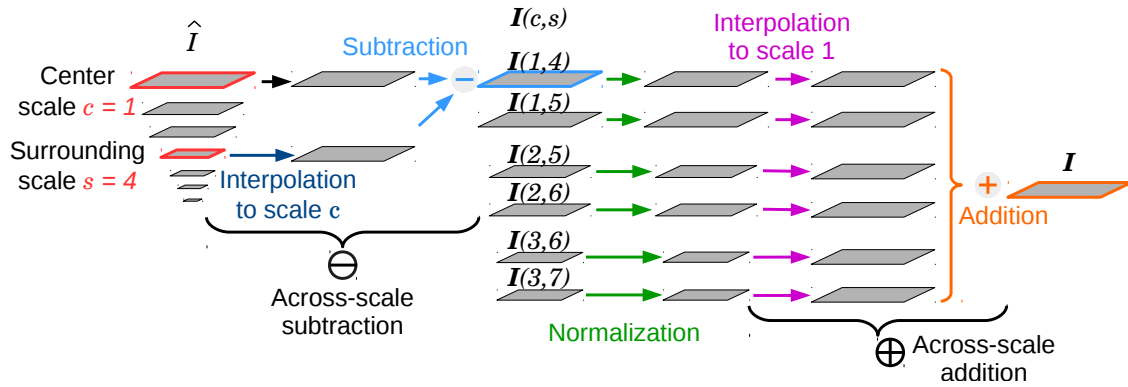 Î
I(c,s)
Subtraction
Interpolation
to scale 1
Center
scale c = 1
−
I(1,4)
I(1,5)
Surrounding
scale s = 4
Interpolation
to scale c
I(2,5)
I(2,6)
I
+
Addition
I(3,6)
I(3,7)
⊖
Across-scale
subtraction
Normalization
⊕
Across-scale
addition